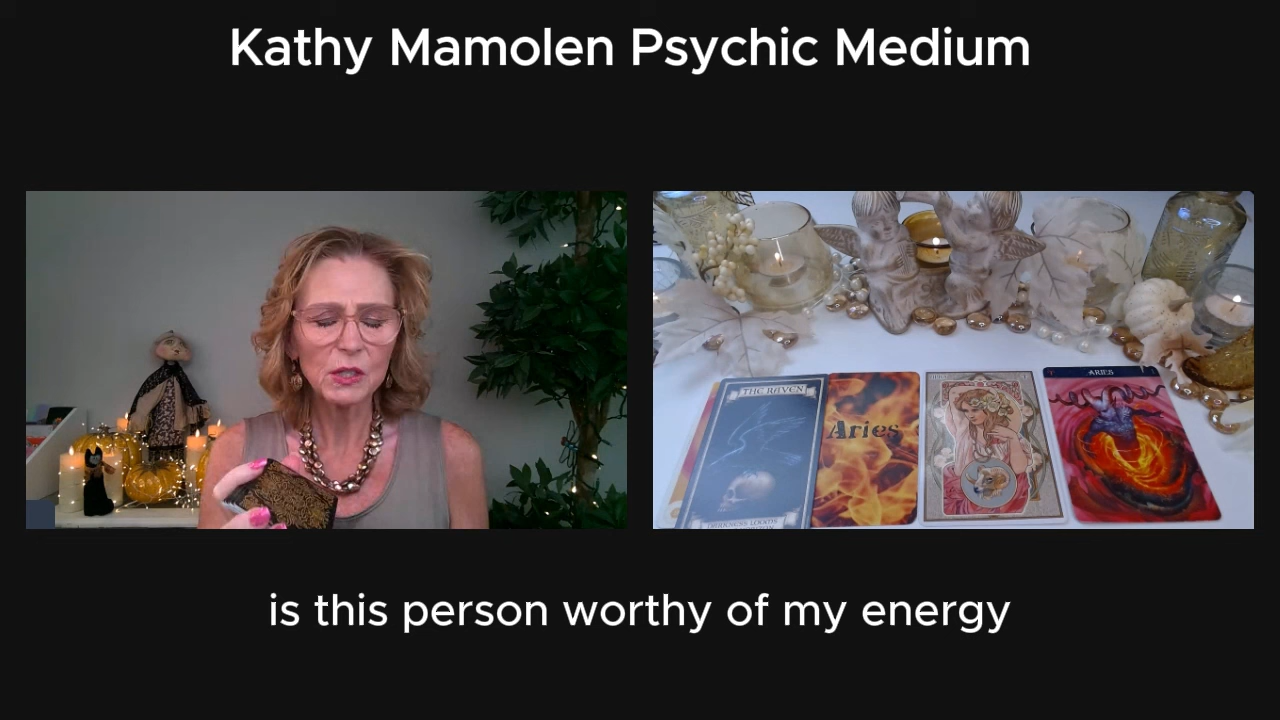 Kathy Mamolen Psychic Medium
THE RAVEN
Aries
ARIES
is this person worthy of my energy